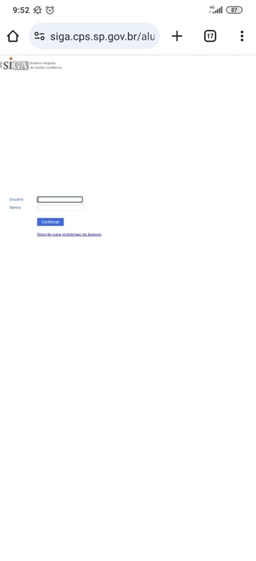 9:52
4G
87
siga.cps.sp.gov.br/alu
17
SIGA
Sistema Integrado
de Gestão Acadêmica
Usuário
Senha
Confirmar
Solução para problemas de Acesso